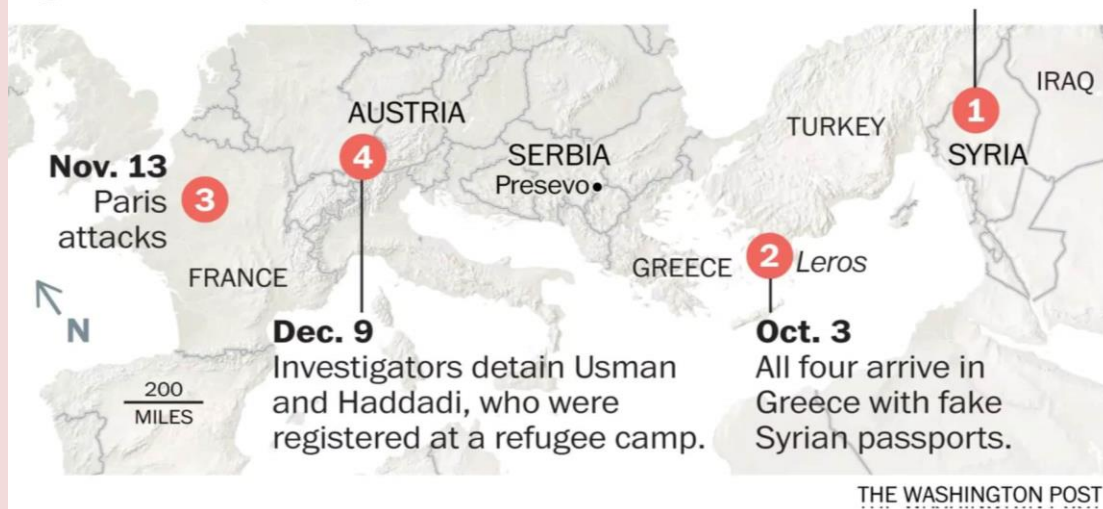 IRAQ
1
TURKEY
SYRIA
AUSTRIA
4
SERBIA
Presevo
Nov. 13
Paris
attacks
3
FRANCE
GREECE
2
Leros
N
200
MILES
Dec. 9
Investigators detain Usman
and Haddadi, who were
registered at a refugee camp.
Oct. 3
All four arrive in
Greece with fake
Syrian passports.
THE WASHINGTON POST